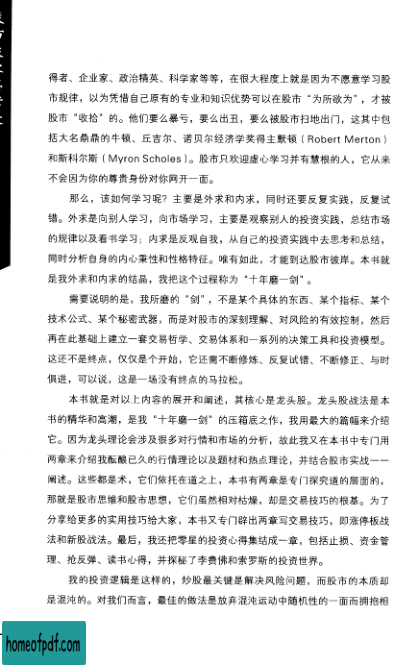 得者、企业家、政治精英、科学家等等，在很大程度上就是因为不愿意学习股
市规律，以为凭借自己原有的专业和知识优势可以在股市“为所欲为”，才被
股市“收拾”的。他们要么暴亏，要么出丑，要么被股市扫地出门，这其中包
括大名鼎鼎的牛顿、丘吉尔、诺贝尔经济学奖得主默顿（Robert Merton）
和斯科尔斯（Myron Scholes）。股市只欢迎虚心学习并有慧根的人，它从来
不会因为你的尊贵身份对你网开一面。
那么，该如何学习呢？主要是外求和内求，同时还要反复实践，反复试
错。外求是向别人学习，向市场学习，主要是观察别人的投资实践，总结市场
的规律以及看书学习；内求是反观自我，从自己的投资实践中去思考和总结，
同时分析自身的内心秉性和性格特征。唯有如此，才能到达股市彼岸。本书就
是我外求和内求的结晶，我把这个过程称为“十年磨一剑”。
需要说明的是，我所磨的“剑”，不是某个具体的东西、某个指标、某个
技术公式、某个秘密武器，而是对股市的深刻理解、对风险的有效控制，然后
再在此基础上建立一套交易哲学、交易体系和一系列的决策工具和投资模型。
这还不是终点，仅仅是个开始，它还需不断修炼、反复试错、不断修正、与时
俱进，可以说，这是一场没有终点的马拉松。
本书就是对以上内容的展开和阐述，其核心是龙头股。龙头股战法是本
书的精华和高潮，是我“十年磨一剑”的压箱底之作，我用最大的篇幅来介绍
它。因为龙头理论会涉及很多对行情和市场的分析，故此我又在本书中专门用
两章来介绍我酝酿已久的行情理论以及题材和热点理论，并结合股市实战一一
阐述。这些都是术，它们依托在道之上，本书有两章是专门探究道的层面的，
那就是股市思维和股市思想，它们虽然相对枯燥，却是交易技巧的根基。为了
分享给更多的实用技巧给大家，本书又专门辟出两章写交易技巧，即涨停板战
法和新股战法。最后，我还把零星的投资心得集结成一章，包括止损、资金管
理、抢反弹、读书心得，并探秘了李费佛和索罗斯的投资世界。
我的投资逻辑是这样的，炒股最关键是解决风险问题，而股市的本质却
是混沌的。对我们而言，最佳的做法是放弃混沌运动中随机性的一面而拥抱相
homeofpdf.com